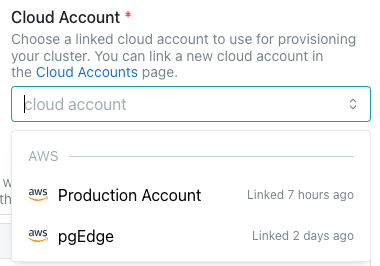 Cloud Account *
Choose a linked cloud account to use for provisioning
your cluster. You can link a new cloud account in
the Cloud Accounts page.
cloud account
AWS
aws Production Account Linked 7 hours ago
aws pgEdge Linked 2 days ago